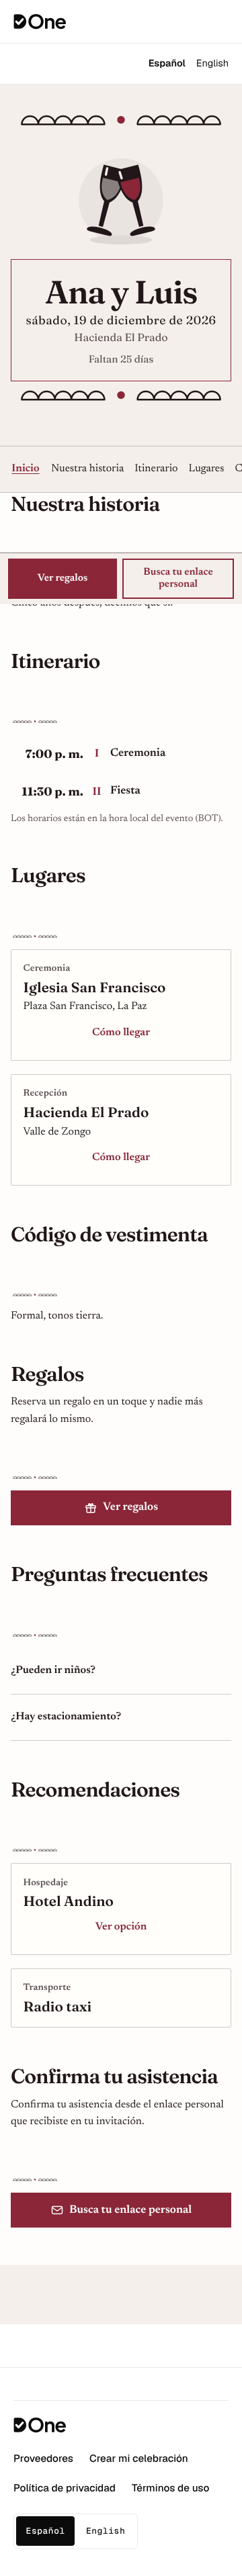 One
Español English
Ana y Luis
sábado, 19 de diciembre de 2026
Hacienda El Prado
Faltan 25 días
Inicio Nuestra historia Itinerario Lugares
Nuestra historia
Ver regalos
Busca tu enlace
personal
Itinerario
7:00 p. m. I Ceremonia
11:30 p. m. II Fiesta
Los horarios están en la hora local del evento (BOT).
Lugares
Ceremonia
Iglesia San Francisco
Plaza San Francisco, La Paz
Cómo llegar
Recepción
Hacienda El Prado
Valle de Zongo
Cómo llegar
Código de vestimenta
Formal, tonos tierra.
Regalos
Reserva un regalo en un toque y nadie más
regalará lo mismo.
Ver regalos
Preguntas frecuentes
¿Pueden ir niños?
¿Hay estacionamiento?
Recomendaciones
Hospedaje
Hotel Andino
Ver opción
Transporte
Radio taxi
Confirma tu asistencia
Confirma tu asistencia desde el enlace personal
que recibiste en tu invitación.
Busca tu enlace personal
One
Proveedores Crear mi celebración
Política de privacidad Términos de uso
Español English